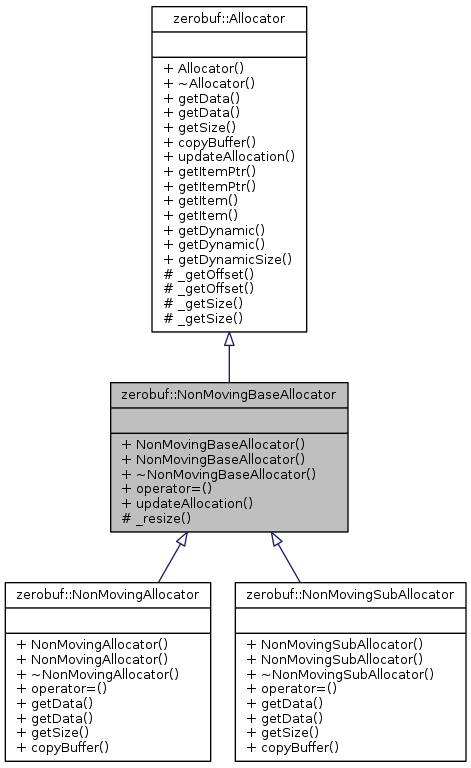 zerobuf::Allocator
+ Allocator()
+ ~Allocator()
+ getData()
+ getData()
+ getSize()
+ copyBuffer()
+ updateAllocation()
+ getItemPtr()
+ getItemPtr()
+ getItem()
+ getItem()
+ getDynamic()
+ getDynamic()
+ getDynamicSize()
# _getOffset()
# _getOffset()
# _getSize()
# _getSize()
zerobuf::NonMovingBaseAllocator
+ NonMovingBaseAllocator()
+ NonMovingBaseAllocator()
+ ~NonMovingBaseAllocator()
+ operator=()
+ updateAllocation()
# _resize()
zerobuf::NonMovingAllocator
+ NonMovingAllocator()
+ NonMovingAllocator()
+ ~NonMovingAllocator()
+ operator=()
+ getData()
+ getData()
+ getSize()
+ copyBuffer()
zerobuf::NonMovingSubAllocator
+ NonMovingSubAllocator()
+ NonMovingSubAllocator()
+ ~NonMovingSubAllocator()
+ operator=()
+ getData()
+ getData()
+ getSize()
+ copyBuffer()